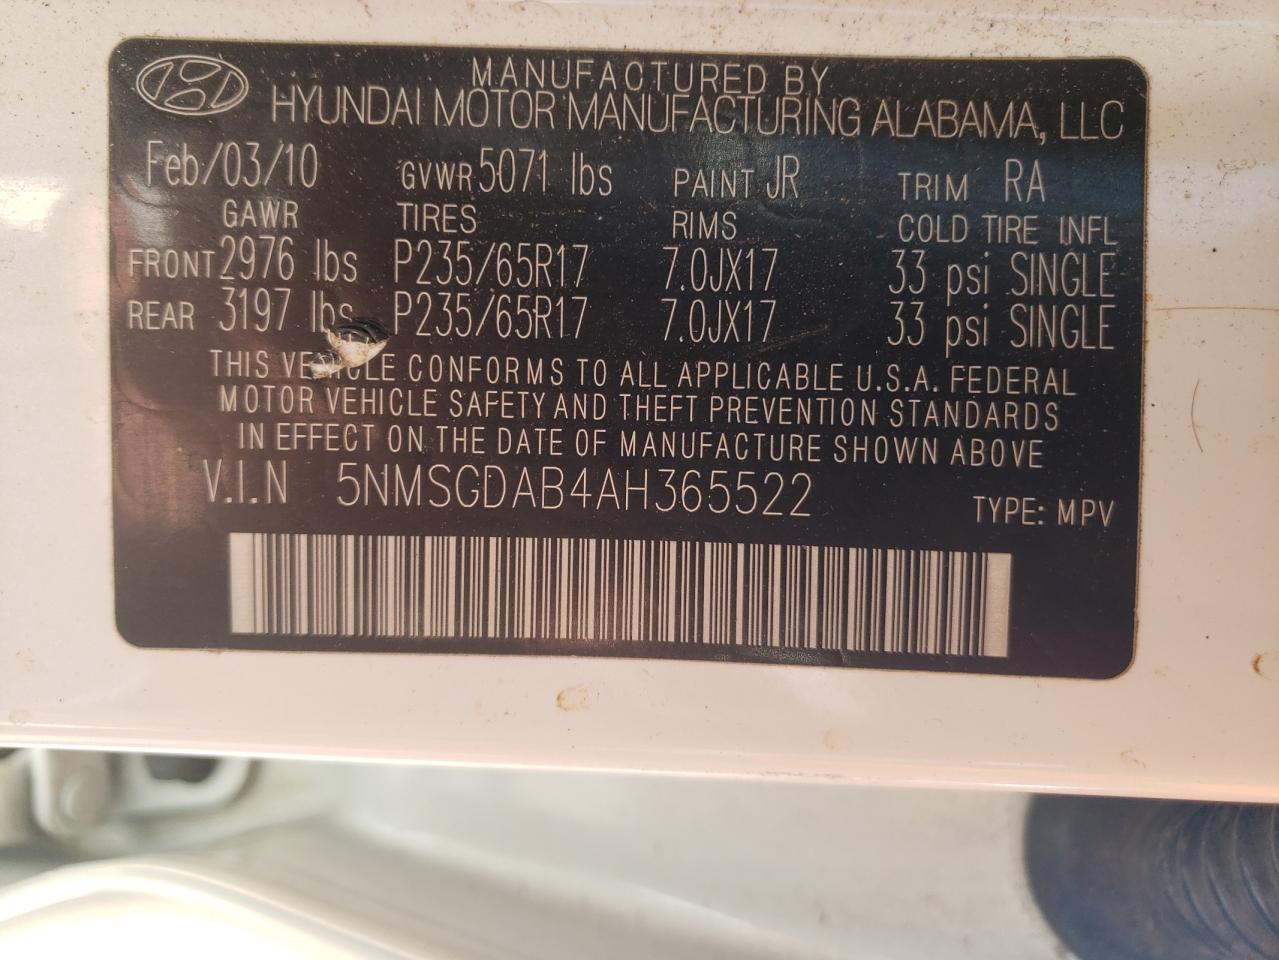 MANUFACTURED BY
HYUNDAI MOTOR MANUFACTURING ALABAMA, LLC
Feb/03/10 GVWR 5071 lbs PAINT JR TRIM RA
GAWR TIRES RIMS COLD TIRE INFL
FRONT 2976 lbs P235/65R17 7.0JX17 33 psi SINGLE
REAR 3197 lbs P235/65R17 7.0JX17 33 psi SINGLE
THIS VEHICLE CONFORMS TO ALL APPLICABLE U.S.A. FEDERAL
MOTOR VEHICLE SAFETY AND THEFT PREVENTION STANDARDS
IN EFFECT ON THE DATE OF MANUFACTURE SHOWN ABOVE
V.I.N 5NMSGDAB4AH365522 TYPE: MPV